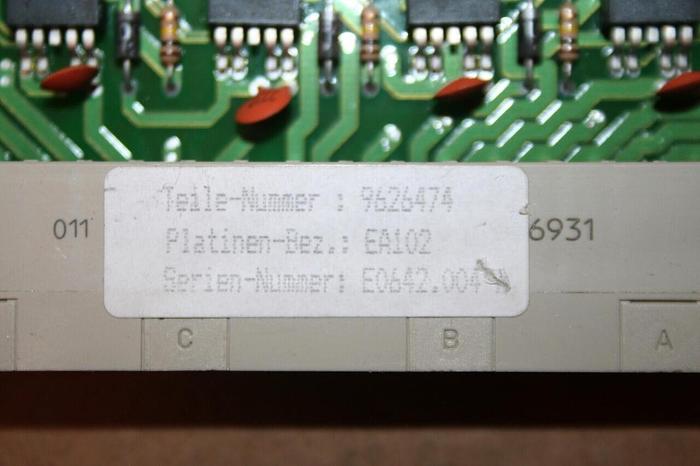 Teile-Nummer : 9626474
011
6931
Platinen-Bez.: EA102
Serien-Nummer: E0642.004
C
B
A